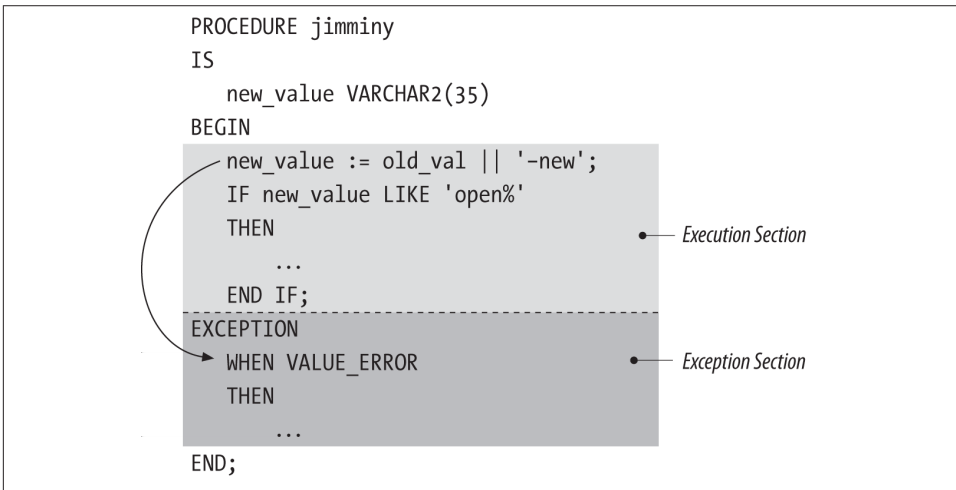 PROCEDURE jimminy
IS
new_value VARCHAR2(35)
BEGIN
new_value := old_val || '–new';
IF new_value LIKE 'open%'
THEN
...
END IF;
Execution Section
EXCEPTION
WHEN VALUE_ERROR
THEN
...
Exception Section
END;